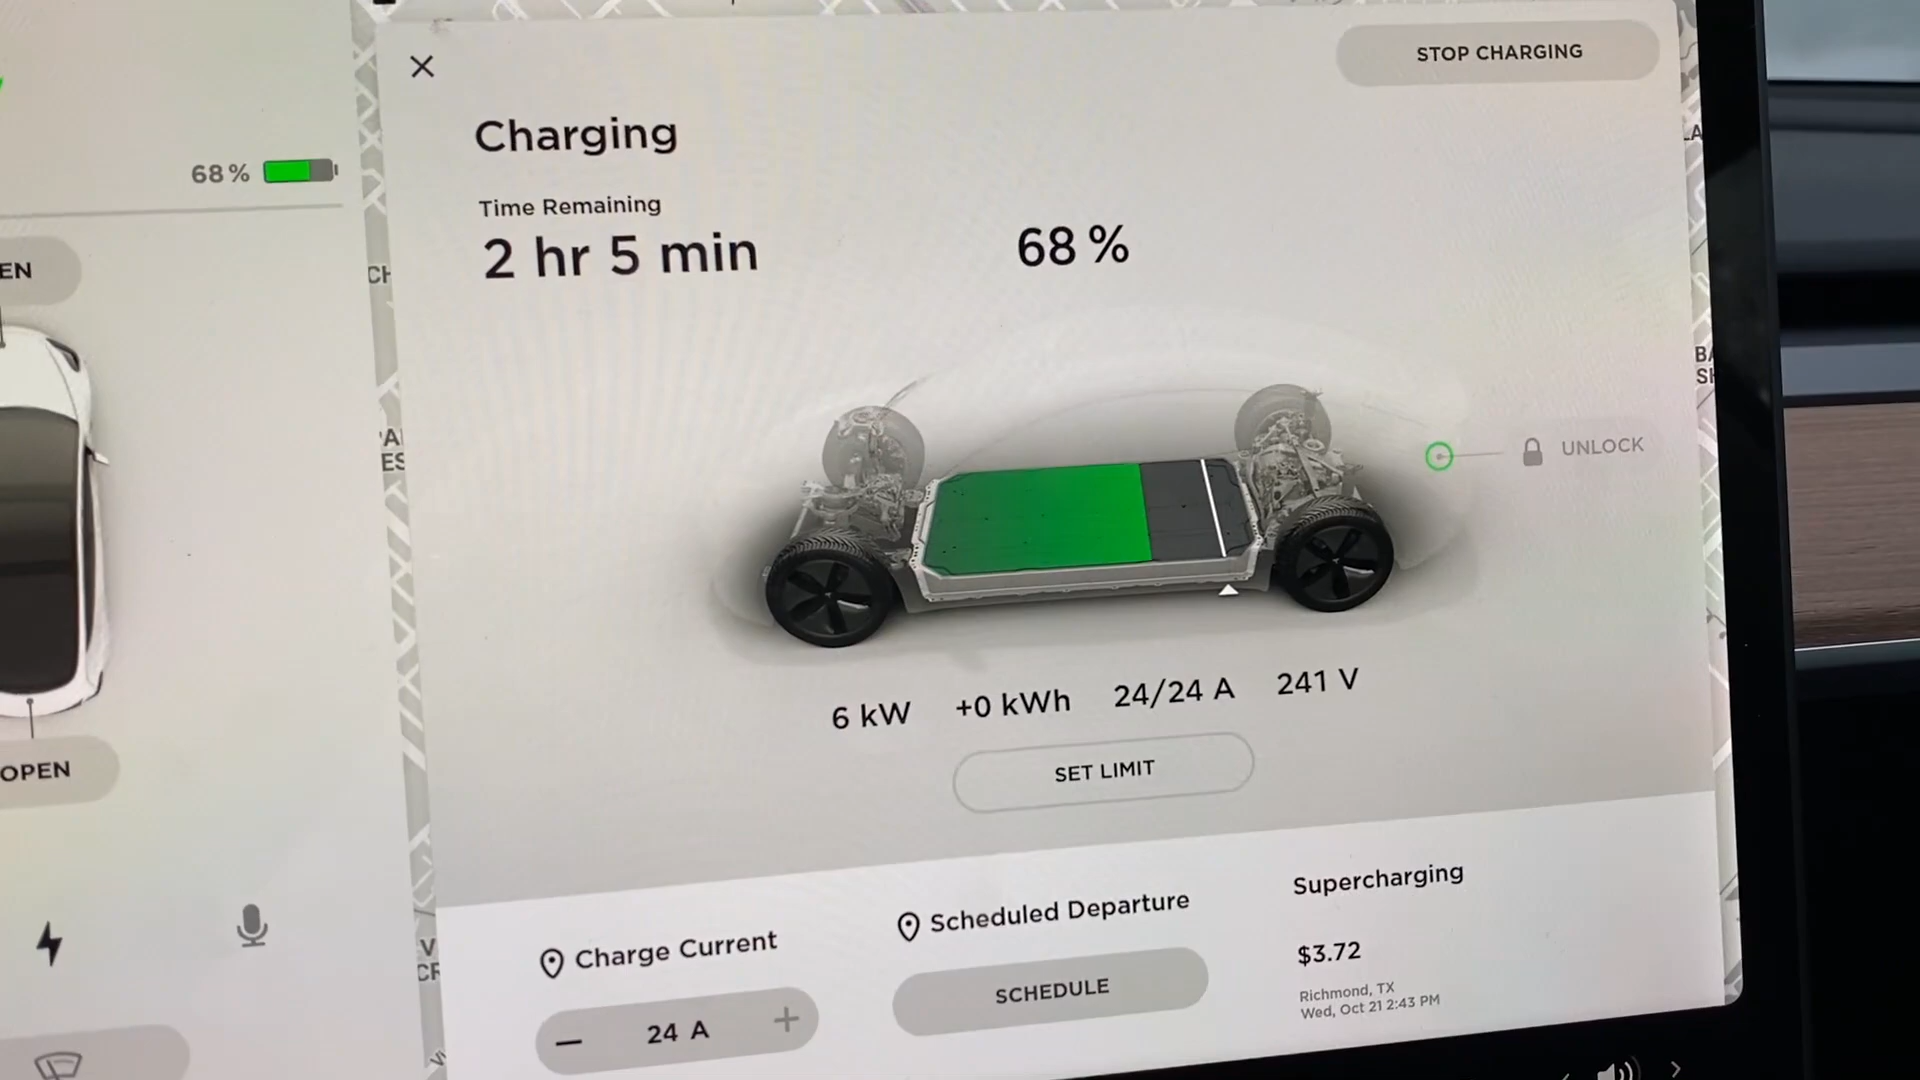 STOP CHARGING
Charging
68 %
Time Remaining
2 hr 5 min
68 %
EN
CH
UNLOCK
OPEN
6 kW +0 kWh 24/24 A 241 V
SET LIMIT
Charge Current
24 A
Scheduled Departure
SCHEDULE
Supercharging
$3.72
Richmond, TX
Wed, Oct 21 2:43 PM